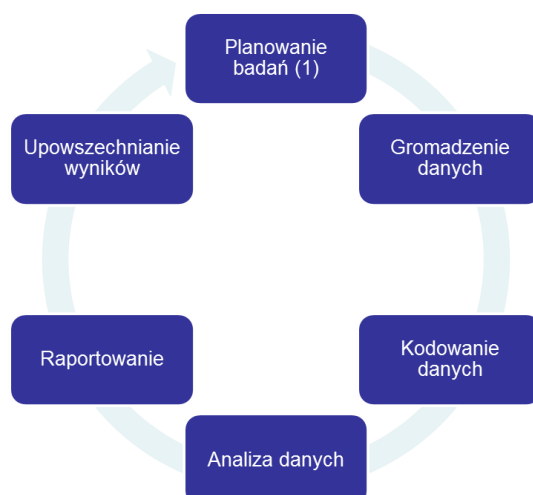 Planowanie
badań (1)
Gromadzenie
danych
Kodowanie
danych
Analiza danych
Raportowanie
Upowszechnianie
wyników